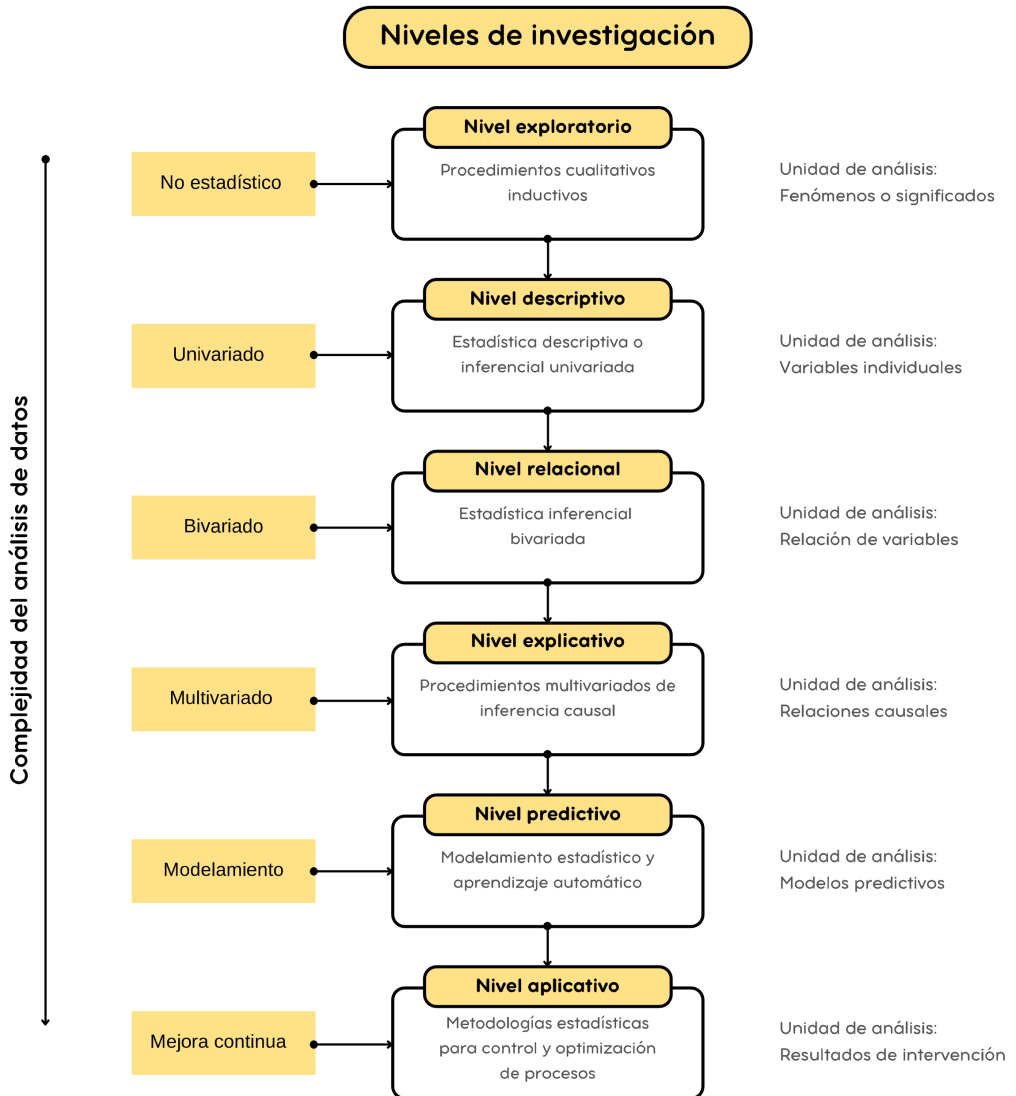 Niveles de investigación
Complejidad del análisis de datos
No estadístico
Nivel exploratorio
Procedimientos cualitativos
inductivos
Unidad de análisis:
Fenómenos o significados
Univariado
Nivel descriptivo
Estadística descriptiva o
inferencial univariada
Unidad de análisis:
Variables individuales
Bivariado
Nivel relacional
Estadística inferencial
bivariada
Unidad de análisis:
Relación de variables
Multivariado
Nivel explicativo
Procedimientos multivariados de
inferencia causal
Unidad de análisis:
Relaciones causales
Modelamiento
Nivel predictivo
Modelamiento estadístico y
aprendizaje automático
Unidad de análisis:
Modelos predictivos
Mejora continua
Nivel aplicativo
Metodologías estadísticas
para control y optimización
de procesos
Unidad de análisis:
Resultados de intervención